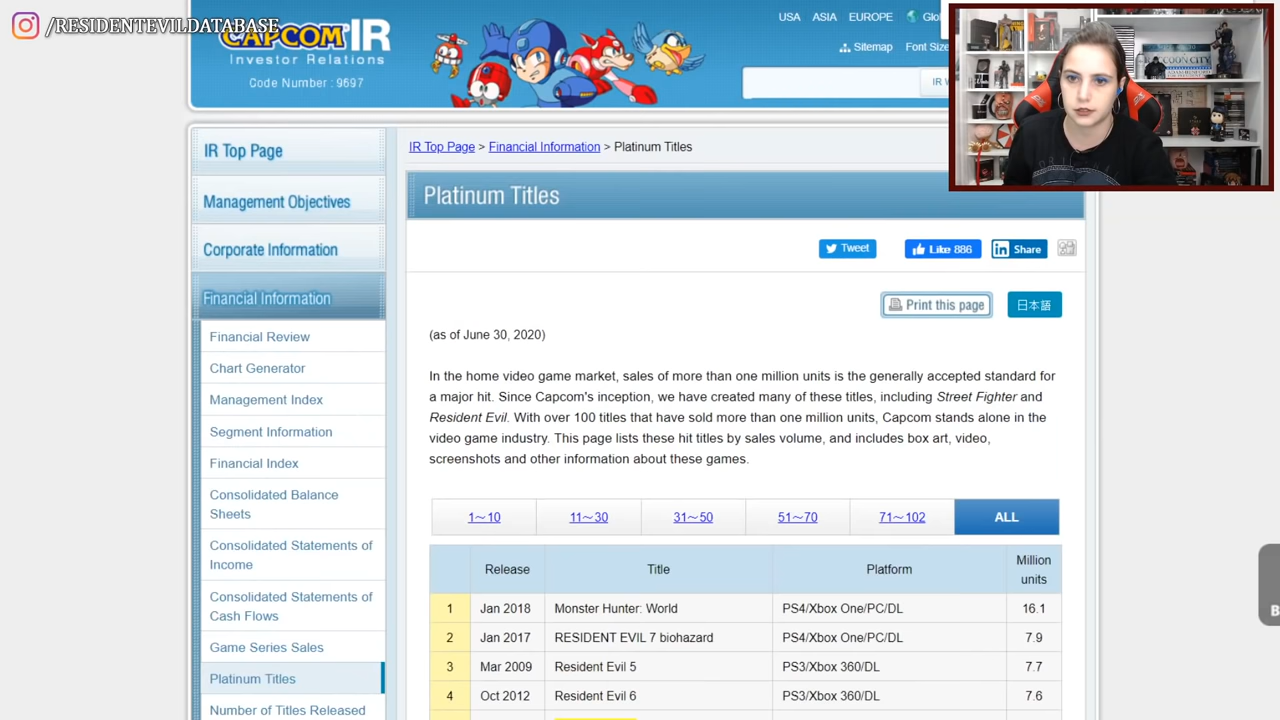 /RESIDENTEVILDATABASE
CAPCOM IR
Investor Relations
Code Number : 9697
USA ASIA EUROPE
Sitemap Font Size
IR Top Page
Management Objectives
Corporate Information
Financial Information
Financial Review
Chart Generator
Management Index
Segment Information
Financial Index
Consolidated Balance
Sheets
Consolidated Statements of
Income
Consolidated Statements of
Cash Flows
Game Series Sales
Platinum Titles
Number of Titles Released
IR Top Page > Financial Information > Platinum Titles
Platinum Titles
Tweet Like 886 in Share
Print this page 日本語
(as of June 30, 2020)
In the home video game market, sales of more than one million units is the generally accepted standard for
a major hit. Since Capcom's inception, we have created many of these titles, including Street Fighter and
Resident Evil. With over 100 titles that have sold more than one million units, Capcom stands alone in the
video game industry. This page lists these hit titles by sales volume, and includes box art, video,
screenshots and other information about these games.
1～10 11～30 31～50 51～70 71～102 ALL
Release Title Platform Million units
1 Jan 2018 Monster Hunter: World PS4/Xbox One/PC/DL 16.1
2 Jan 2017 RESIDENT EVIL 7 biohazard PS4/Xbox One/PC/DL 7.9
3 Mar 2009 Resident Evil 5 PS3/Xbox 360/DL 7.7
4 Oct 2012 Resident Evil 6 PS3/Xbox 360/DL 7.6
RACCOON CITY